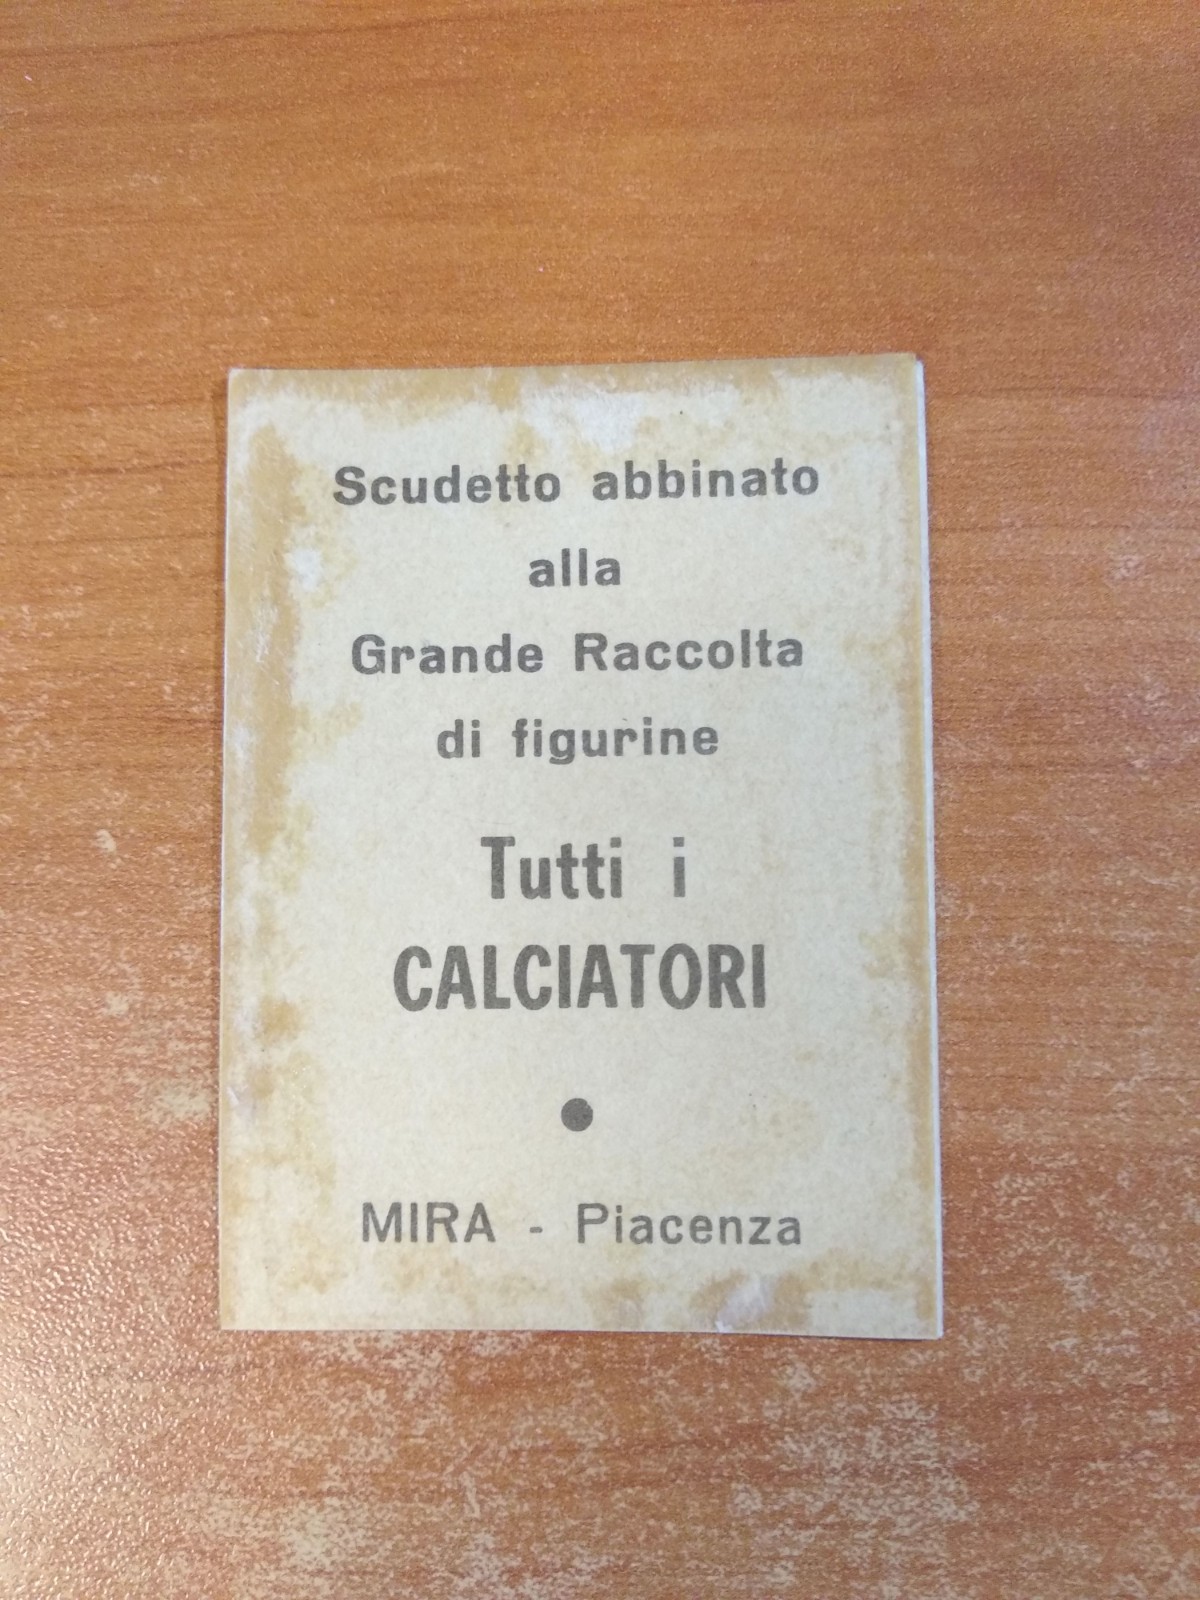 Scudetto abbinato
alla
Grande Raccolta
di figurine
Tutti i
CALCIATORI
●
MIRA - Piacenza